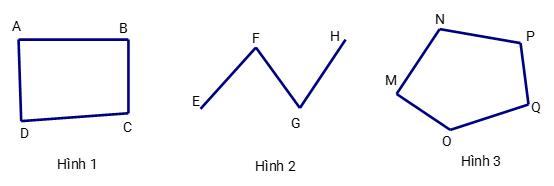 A B
D C
Hình 1
F H
E G
Hình 2
N P
M Q
O
Hình 3